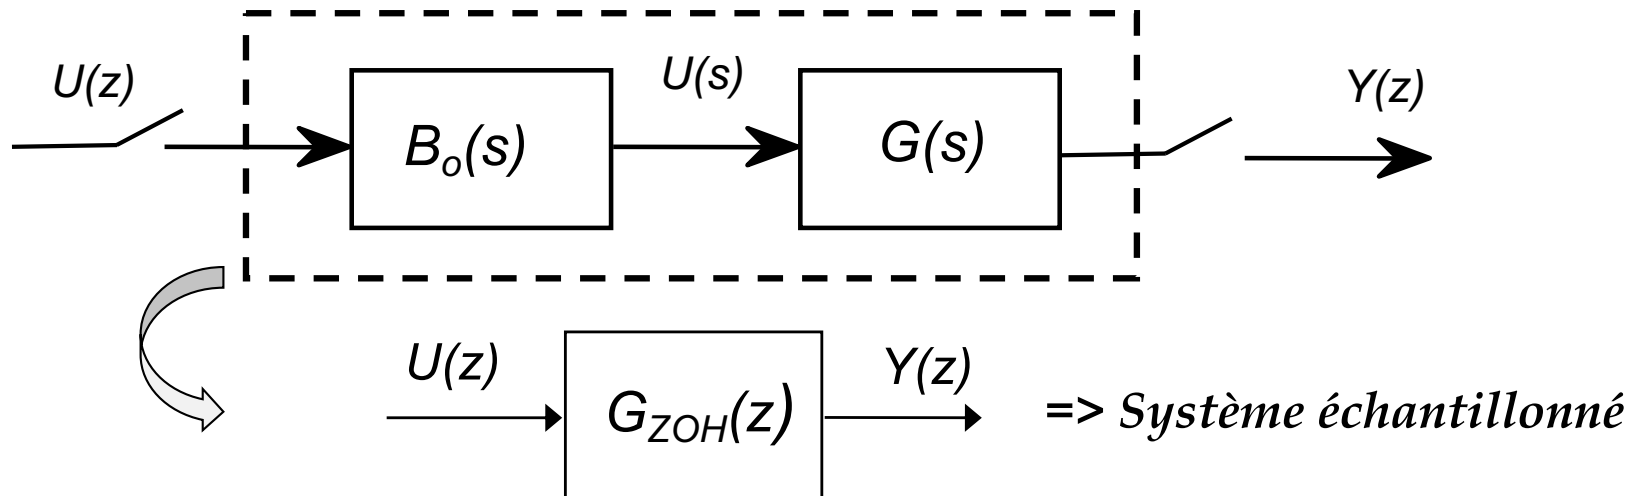 U(z)
U(s)
Y(z)
Bo(s)
G(s)
U(z)
Y(z)
GZOH(z)
=> Système échantillonné